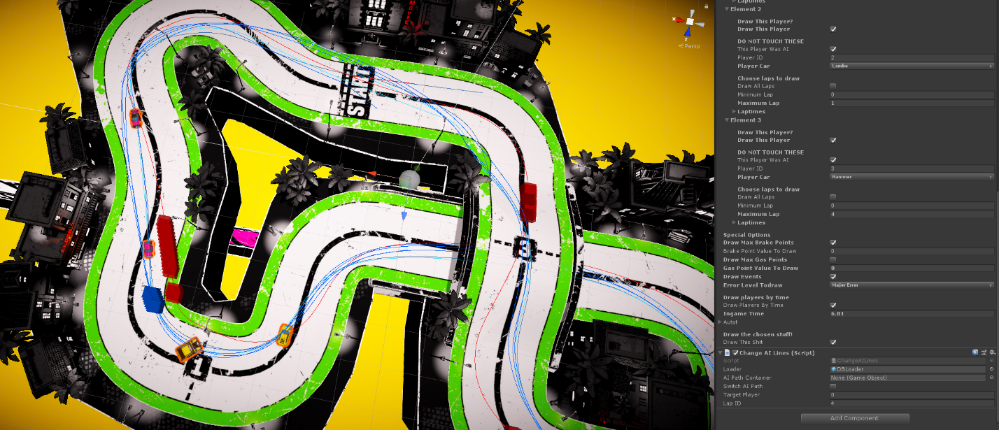 START
1
Persp
Laptimes
Element 2
Draw This Player?
Draw This Player
DO NOT TOUCH THESE
This Player Was AI
Player ID 2
Player Car Lambo
Choose laps to draw
Draw All Laps
Minimum Lap 0
Maximum Lap 1
Laptimes
Element 3
Draw This Player?
Draw This Player
DO NOT TOUCH THESE
This Player Was AI
Player ID 3
Player Car Hammer
Choose laps to draw
Draw All Laps
Minimum Lap 0
Maximum Lap 4
Laptimes
Special Options
Draw Max Brake Points
Brake Point Value To Draw 0
Draw Max Gas Points
Gas Point Value To Draw 0
Draw Events
Error Level Todraw Major Error
Draw players by time
Draw Players By Time
Ingame Time 6.81
Autot
Draw the chosen stuff!
Draw This Shit
Change AI Lines (Script)
Script ChangeAILines
Loader DBLoader
AI Path Container None (Game Object)
Switch AI Path
Target Player 0
Lap ID 4
Add Component